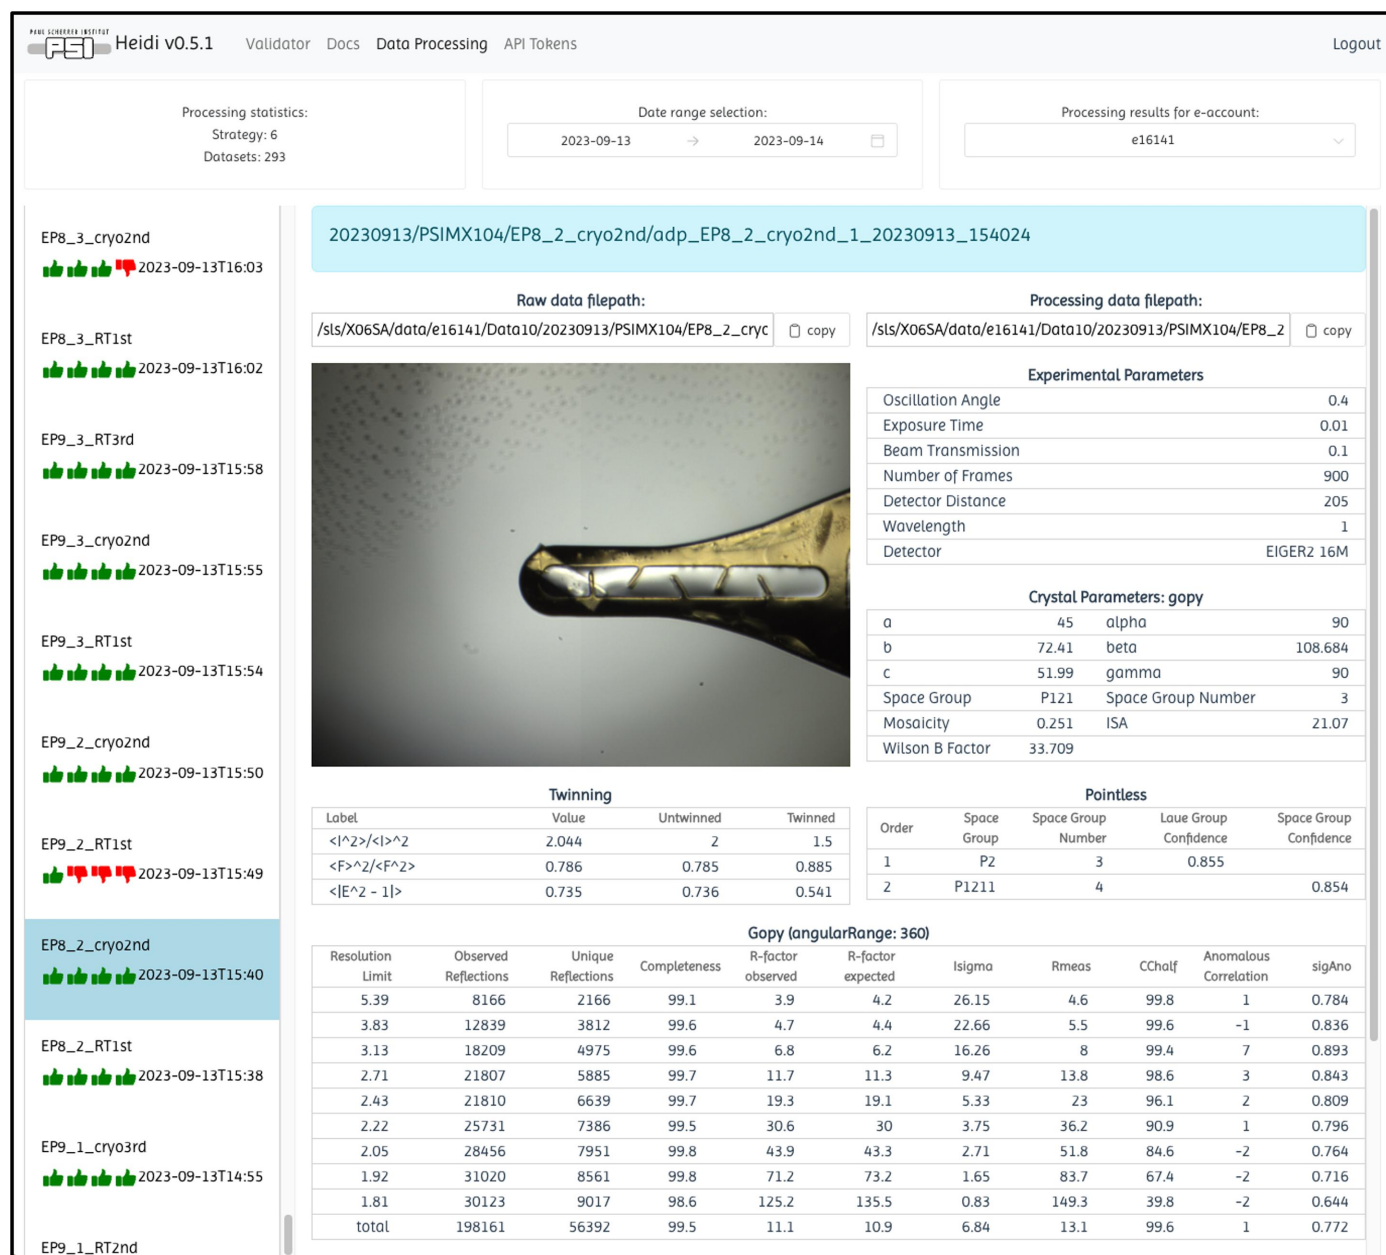 PAUL SCHERRER INSTITUT
PSI
Heidi v0.5.1 Validator Docs Data Processing API Tokens Logout
Processing statistics:
Strategy: 6
Datasets: 293
Date range selection:
2023-09-13 → 2023-09-14
Processing results for e-account:
e16141
EP8_3_cryo2nd
2023-09-13T16:03
EP8_3_RT1st
2023-09-13T16:02
EP9_3_RT3rd
2023-09-13T15:58
EP9_3_cryo2nd
2023-09-13T15:55
EP9_3_RT1st
2023-09-13T15:54
EP9_2_cryo2nd
2023-09-13T15:50
EP9_2_RT1st
2023-09-13T15:49
EP8_2_cryo2nd
2023-09-13T15:40
EP8_2_RT1st
2023-09-13T15:38
EP9_1_cryo3rd
2023-09-13T14:55
EP9_1_RT2nd
20230913/PSIMX104/EP8_2_cryo2nd/adp_EP8_2_cryo2nd_1_20230913_154024
Raw data filepath:
/sls/X06SA/data/e16141/Data10/20230913/PSIMX104/EP8_2_cryc copy
Processing data filepath:
/sls/X06SA/data/e16141/Data10/20230913/PSIMX104/EP8_2 copy
Experimental Parameters
Oscillation Angle 0.4
Exposure Time 0.01
Beam Transmission 0.1
Number of Frames 900
Detector Distance 205
Wavelength 1
Detector EIGER2 16M
Crystal Parameters: gopy
a 45 alpha 90
b 72.41 beta 108.684
c 51.99 gamma 90
Space Group P121 Space Group Number 3
Mosaicity 0.251 ISA 21.07
Wilson B Factor 33.709
Twinning
Label Value Untwinned Twinned
<I^2>/<I>^2 2.044 2 1.5
<F>^2/<F^2> 0.786 0.785 0.885
<|E^2 - 1|> 0.735 0.736 0.541
Pointless
Order Space Group Space Group Number Laue Group Confidence Space Group Confidence
1 P2 3 0.855
2 P1211 4 0.854
Gopy (angularRange: 360)
Resolution Limit Observed Reflections Unique Reflections Completeness R-factor observed R-factor expected Isigma Rmeas CChalf Anomalous Correlation sigAno
5.39 8166 2166 99.1 3.9 4.2 26.15 4.6 99.8 1 0.784
3.83 12839 3812 99.6 4.7 4.4 22.66 5.5 99.6 -1 0.836
3.13 18209 4975 99.6 6.8 6.2 16.26 8 99.4 7 0.893
2.71 21807 5885 99.7 11.7 11.3 9.47 13.8 98.6 3 0.843
2.43 21810 6639 99.7 19.3 19.1 5.33 23 96.1 2 0.809
2.22 25731 7386 99.5 30.6 30 3.75 36.2 90.9 1 0.796
2.05 28456 7951 99.8 43.9 43.3 2.71 51.8 84.6 -2 0.764
1.92 31020 8561 99.8 71.2 73.2 1.65 83.7 67.4 -2 0.716
1.81 30123 9017 98.6 125.2 135.5 0.83 149.3 39.8 -2 0.644
total 198161 56392 99.5 11.1 10.9 6.84 13.1 99.6 1 0.772